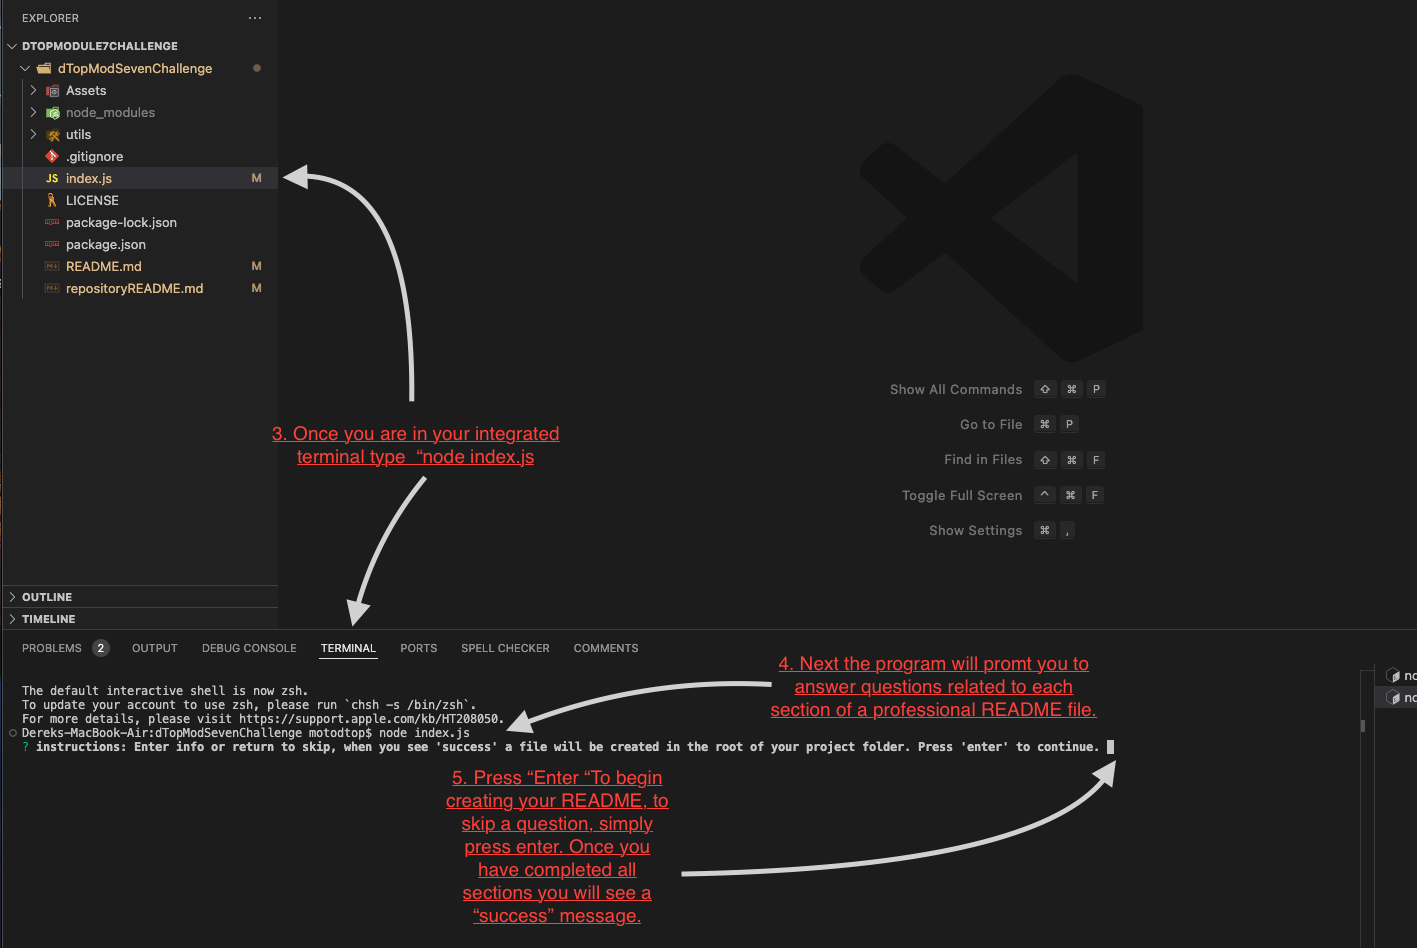 EXPLORER
DTOPMODULE7CHALLENGE
dTopModSevenChallenge
Assets
node_modules
utils
.gitignore
JS index.js M
LICENSE
package-lock.json
package.json
README.md M
repositoryREADME.md M
Show All Commands ⇧ ⌘ P
Go to File ⌘ P
Find in Files ⇧ ⌘ F
Toggle Full Screen ^ ⌘ F
Show Settings ⌘ ,
3. Once you are in your integrated
terminal type “node index.js
OUTLINE
TIMELINE
PROBLEMS 2 OUTPUT DEBUG CONSOLE TERMINAL PORTS SPELL CHECKER COMMENTS
4. Next the program will promt you to
answer questions related to each
section of a professional README file.
The default interactive shell is now zsh.
To update your account to use zsh, please run `chsh -s /bin/zsh`.
For more details, please visit https://support.apple.com/kb/HT208050.
Dereks-MacBook-Air:dTopModSevenChallenge motodtop$ node index.js
? instructions: Enter info or return to skip, when you see 'success' a file will be created in the root of your project folder. Press 'enter' to continue.
5. Press “Enter “To begin
creating your README, to
skip a question, simply
press enter. Once you
have completed all
sections you will see a
“success” message.